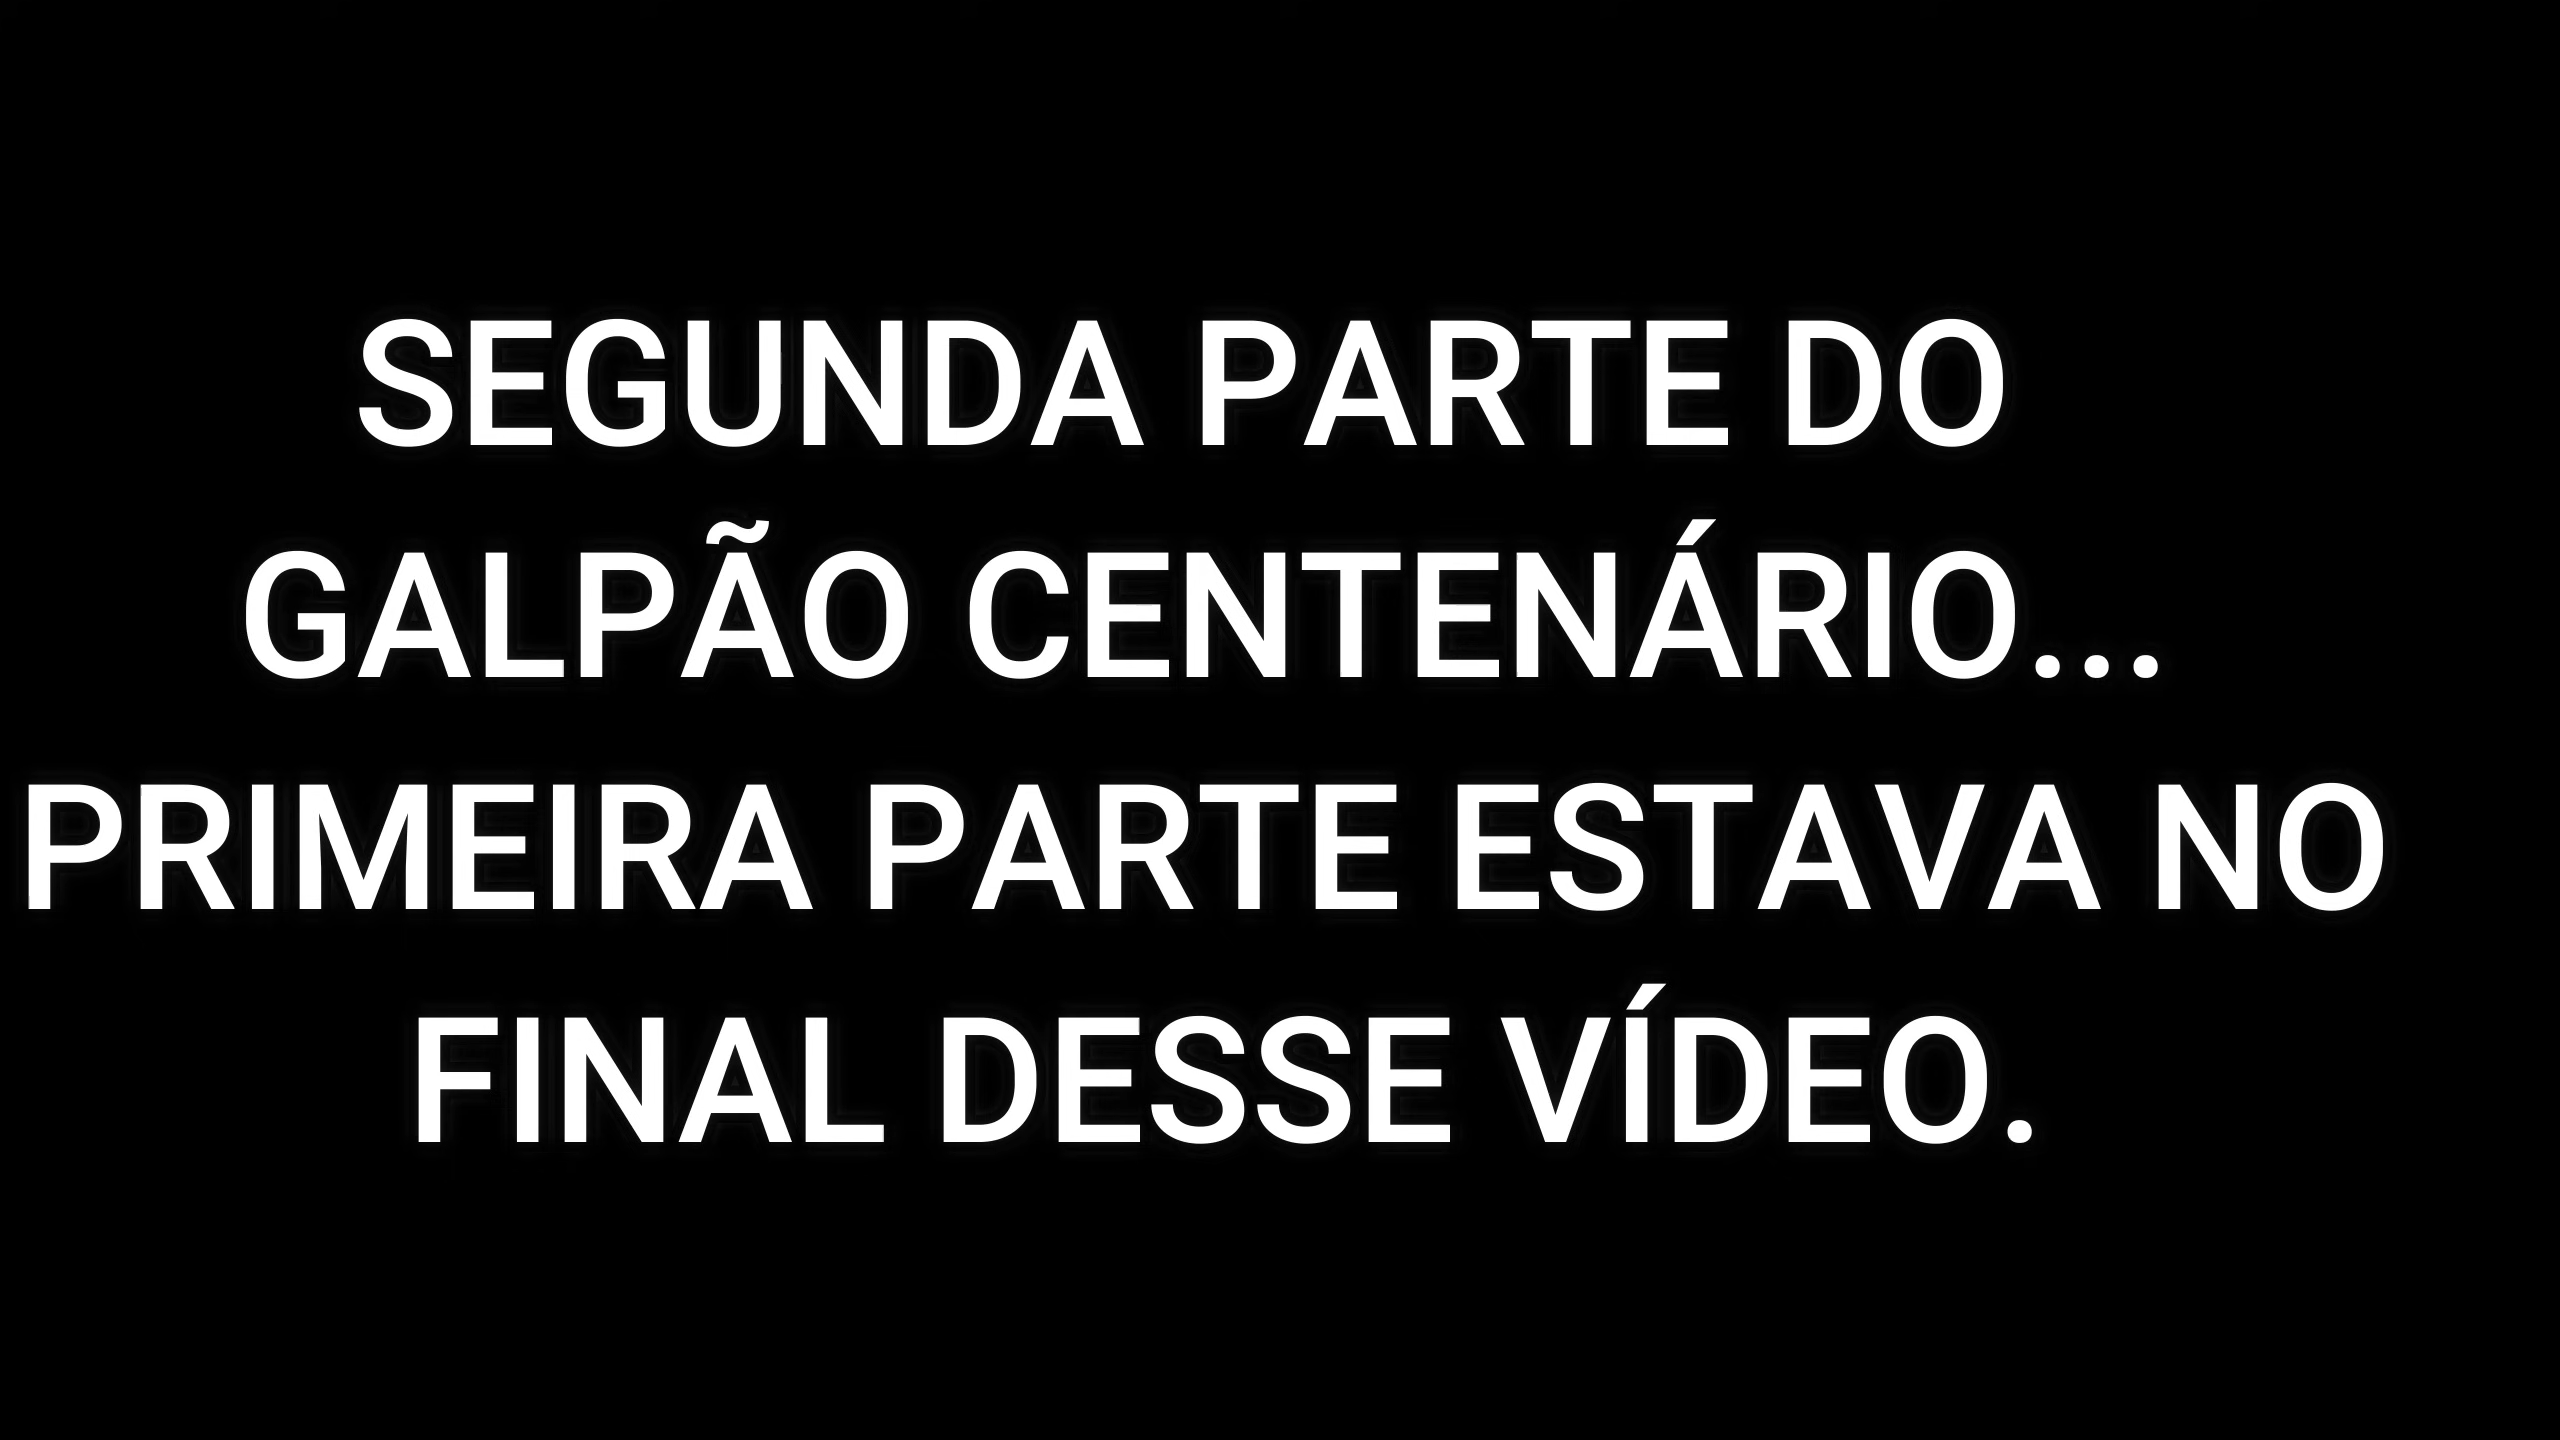 SEGUNDA PARTE DO
GALPÃO CENTENÁRIO...
PRIMEIRA PARTE ESTAVA NO
FINAL DESSE VÍDEO.